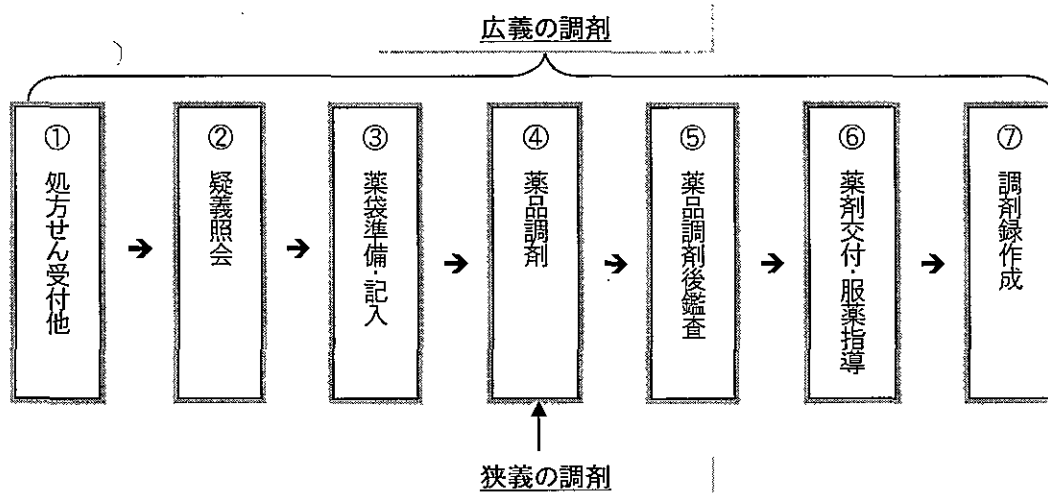 広義の調剤
① 処方せん受付他
➔
② 疑義照会
➔
③ 薬袋準備・記入
➔
④ 薬品調剤
➔
⑤ 薬品調剤後鑑査
➔
⑥ 薬剤交付・服薬指導
➔
⑦ 調剤録作成
狭義の調剤